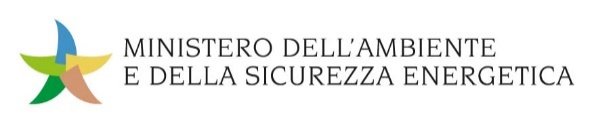 MINISTERO DELL'AMBIENTE
E DELLA SICUREZZA ENERGETICA